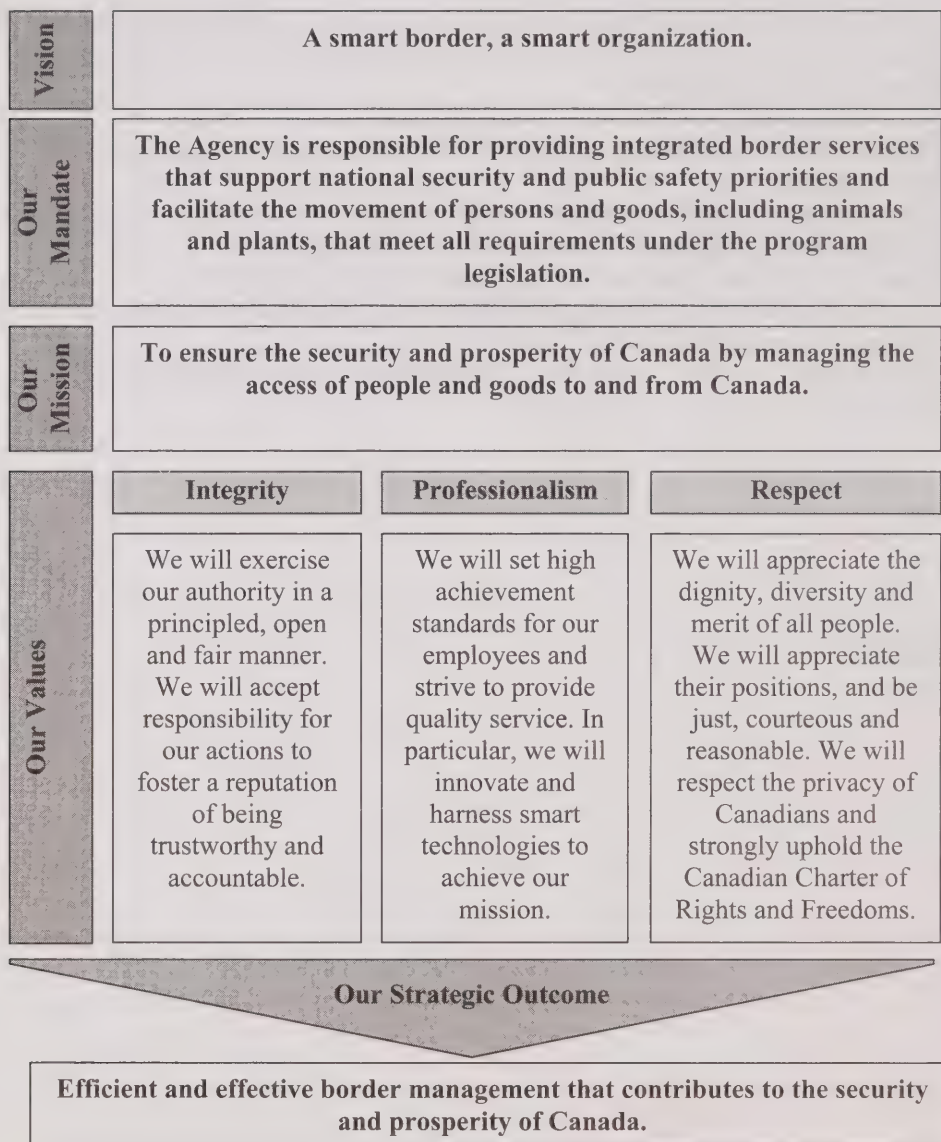 Vision
A smart border, a smart organization.
Our
Mandate
The Agency is responsible for providing integrated border services
that support national security and public safety priorities and
facilitate the movement of persons and goods, including animals
and plants, that meet all requirements under the program
legislation.
Our
Mission
To ensure the security and prosperity of Canada by managing the
access of people and goods to and from Canada.
Our Values
Integrity
We will exercise
our authority in a
principled, open
and fair manner.
We will accept
responsibility for
our actions to
foster a reputation
of being
trustworthy and
accountable.
Professionalism
We will set high
achievement
standards for our
employees and
strive to provide
quality service. In
particular, we will
innovate and
harness smart
technologies to
achieve our
mission.
Respect
We will appreciate the
dignity, diversity and
merit of all people.
We will appreciate
their positions, and be
just, courteous and
reasonable. We will
respect the privacy of
Canadians and
strongly uphold the
Canadian Charter of
Rights and Freedoms.
Our Strategic Outcome
Efficient and effective border management that contributes to the security
and prosperity of Canada.